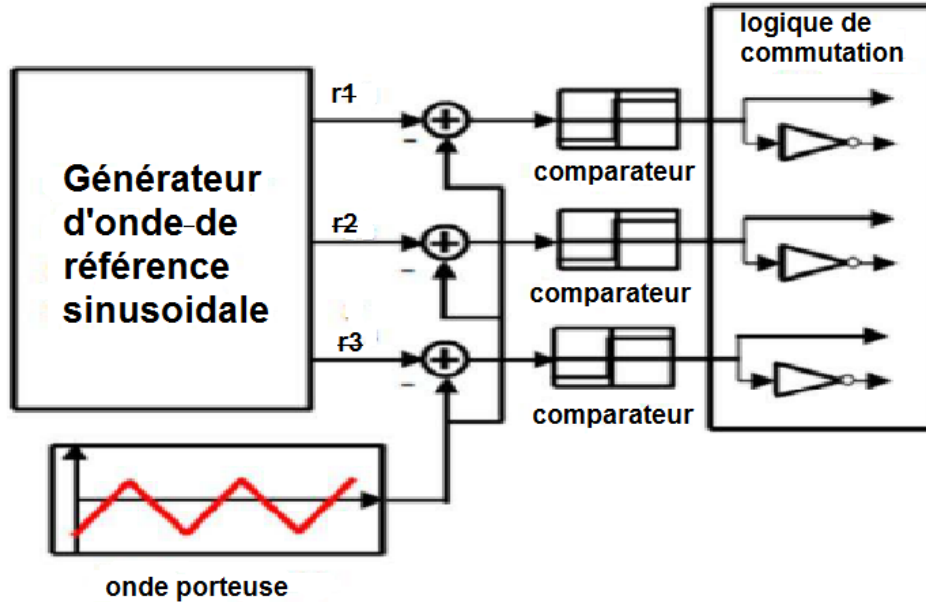 logique de
commutation
r1
Générateur
d'onde de
référence
sinusoidale
comparateur
r2
comparateur
r3
comparateur
onde porteuse